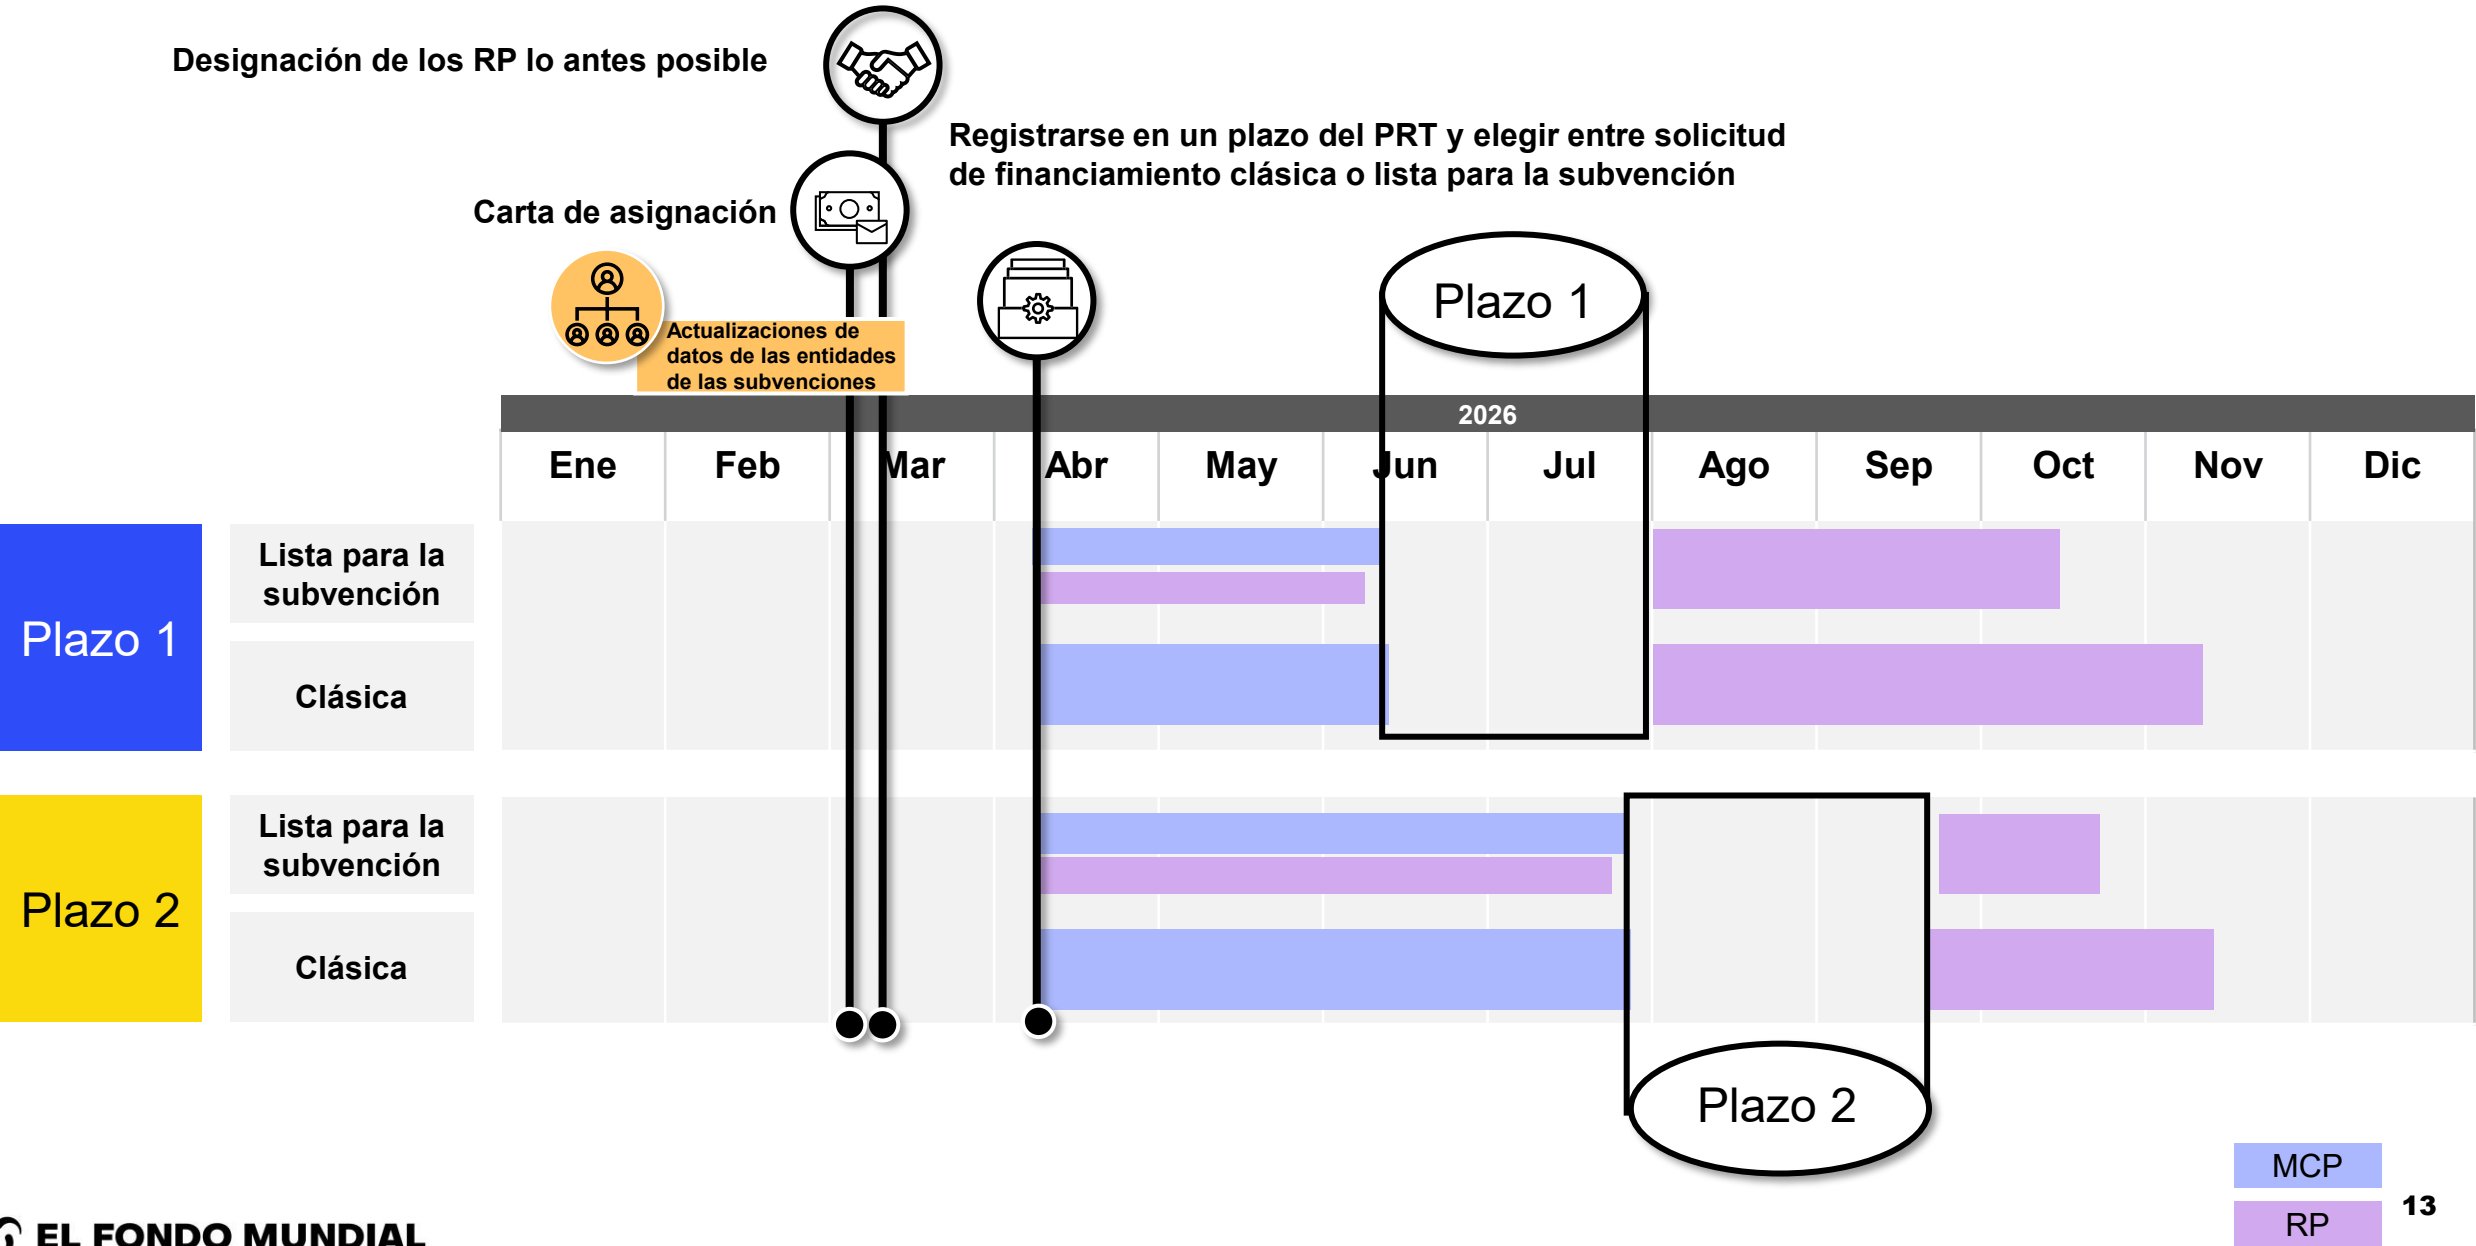 Designación de los RP lo antes posible
Registrarse en un plazo del PRT y elegir entre solicitud
de financiamiento clásica o lista para la subvención
Carta de asignación
Actualizaciones de
datos de las entidades
de las subvenciones
Plazo 1
2026
Ene Feb Mar Abr May Jun Jul Ago Sep Oct Nov Dic
Plazo 1
Lista para la
subvención
Clásica
Plazo 2
Lista para la
subvención
Clásica
Plazo 2
MCP
RP
13
EL FONDO MUNDIAL